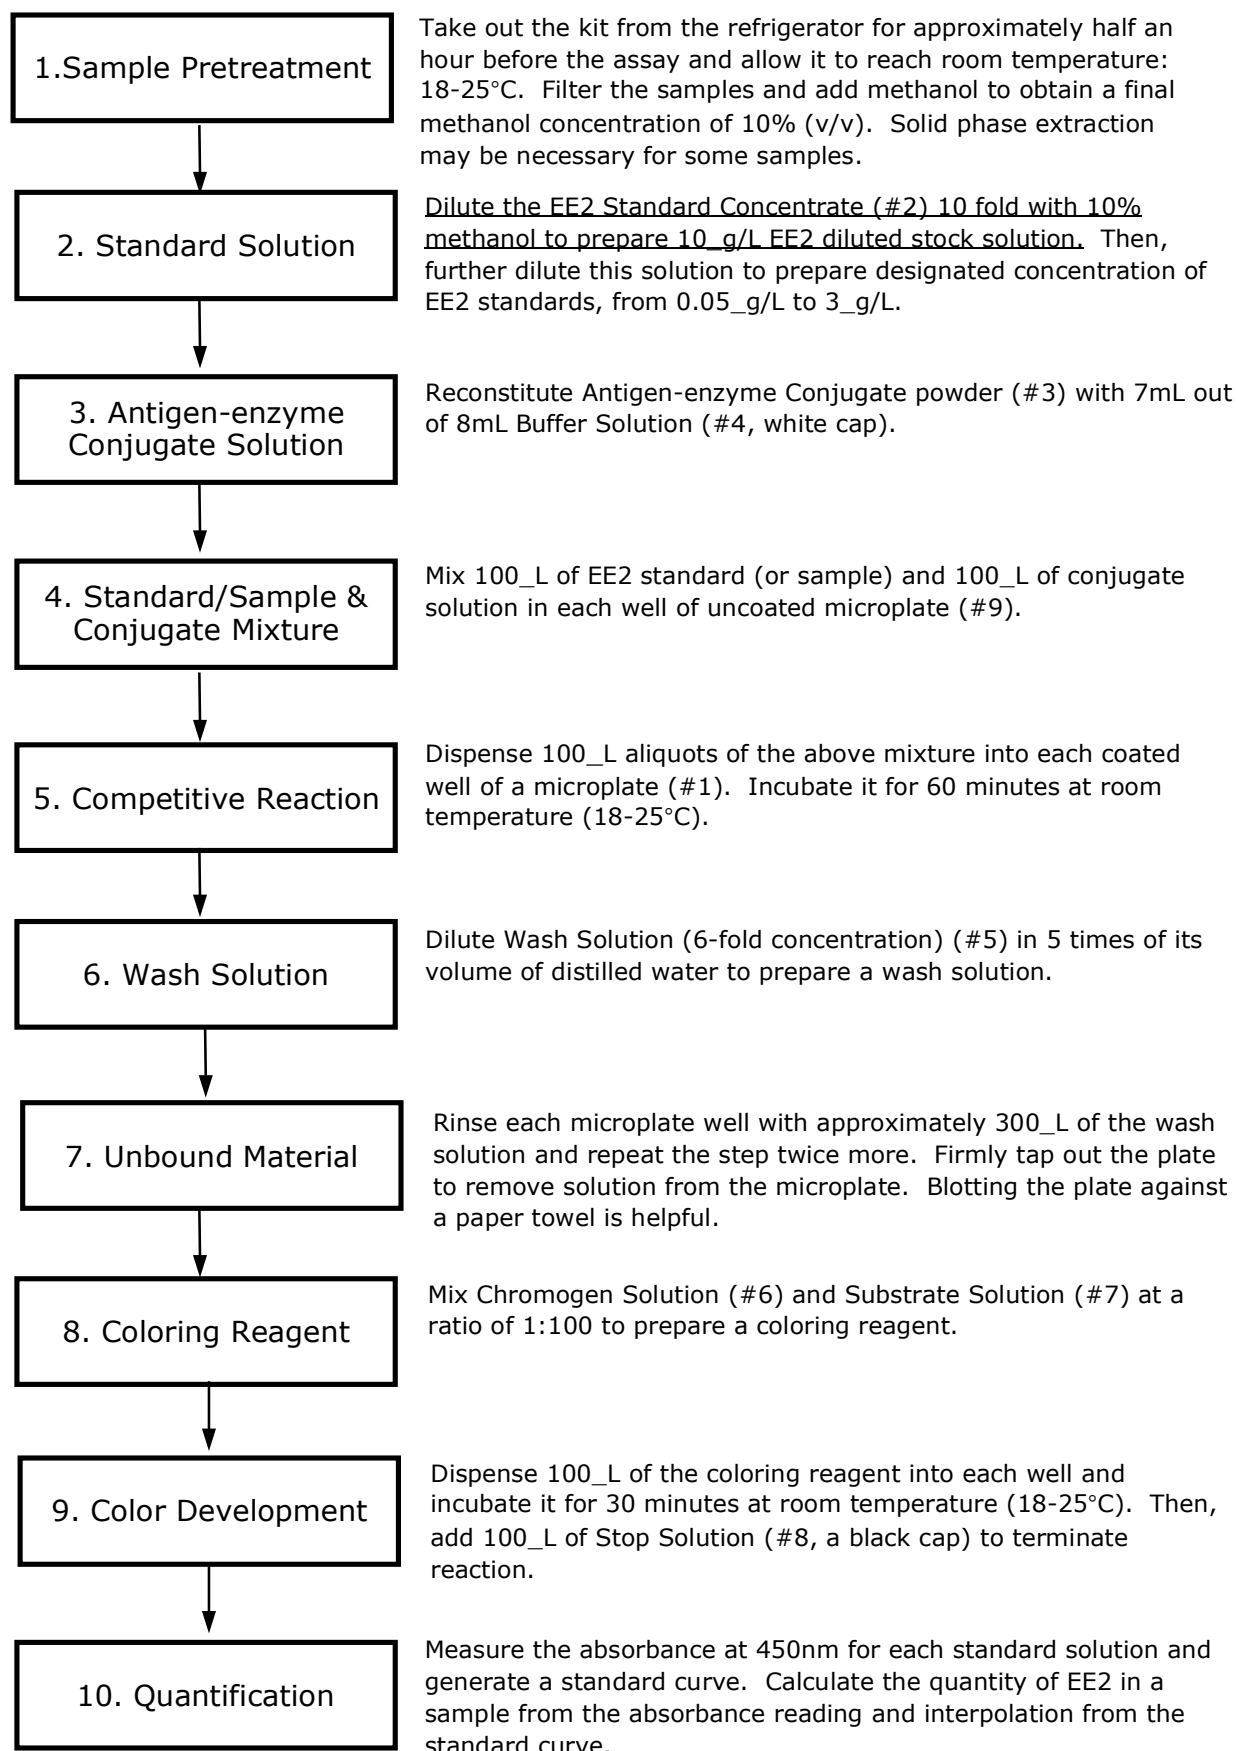 1.Sample Pretreatment
Take out the kit from the refrigerator for approximately half an
hour before the assay and allow it to reach room temperature:
18-25°C.  Filter the samples and add methanol to obtain a final
methanol concentration of 10% (v/v).  Solid phase extraction
may be necessary for some samples.
2. Standard Solution
Dilute the EE2 Standard Concentrate (#2) 10 fold with 10%
methanol to prepare 10_g/L EE2 diluted stock solution.  Then,
further dilute this solution to prepare designated concentration of
EE2 standards, from 0.05_g/L to 3_g/L.
3. Antigen-enzyme
Conjugate Solution
Reconstitute Antigen-enzyme Conjugate powder (#3) with 7mL out
of 8mL Buffer Solution (#4, white cap).
4. Standard/Sample &
Conjugate Mixture
Mix 100_L of EE2 standard (or sample) and 100_L of conjugate
solution in each well of uncoated microplate (#9).
5. Competitive Reaction
Dispense 100_L aliquots of the above mixture into each coated
well of a microplate (#1).  Incubate it for 60 minutes at room
temperature (18-25°C).
6. Wash Solution
Dilute Wash Solution (6-fold concentration) (#5) in 5 times of its
volume of distilled water to prepare a wash solution.
7. Unbound Material
Rinse each microplate well with approximately 300_L of the wash
solution and repeat the step twice more.  Firmly tap out the plate
to remove solution from the microplate.  Blotting the plate against
a paper towel is helpful.
8. Coloring Reagent
Mix Chromogen Solution (#6) and Substrate Solution (#7) at a
ratio of 1:100 to prepare a coloring reagent.
9. Color Development
Dispense 100_L of the coloring reagent into each well and
incubate it for 30 minutes at room temperature (18-25°C).  Then,
add 100_L of Stop Solution (#8, a black cap) to terminate
reaction.
10. Quantification
Measure the absorbance at 450nm for each standard solution and
generate a standard curve.  Calculate the quantity of EE2 in a
sample from the absorbance reading and interpolation from the
standard curve.